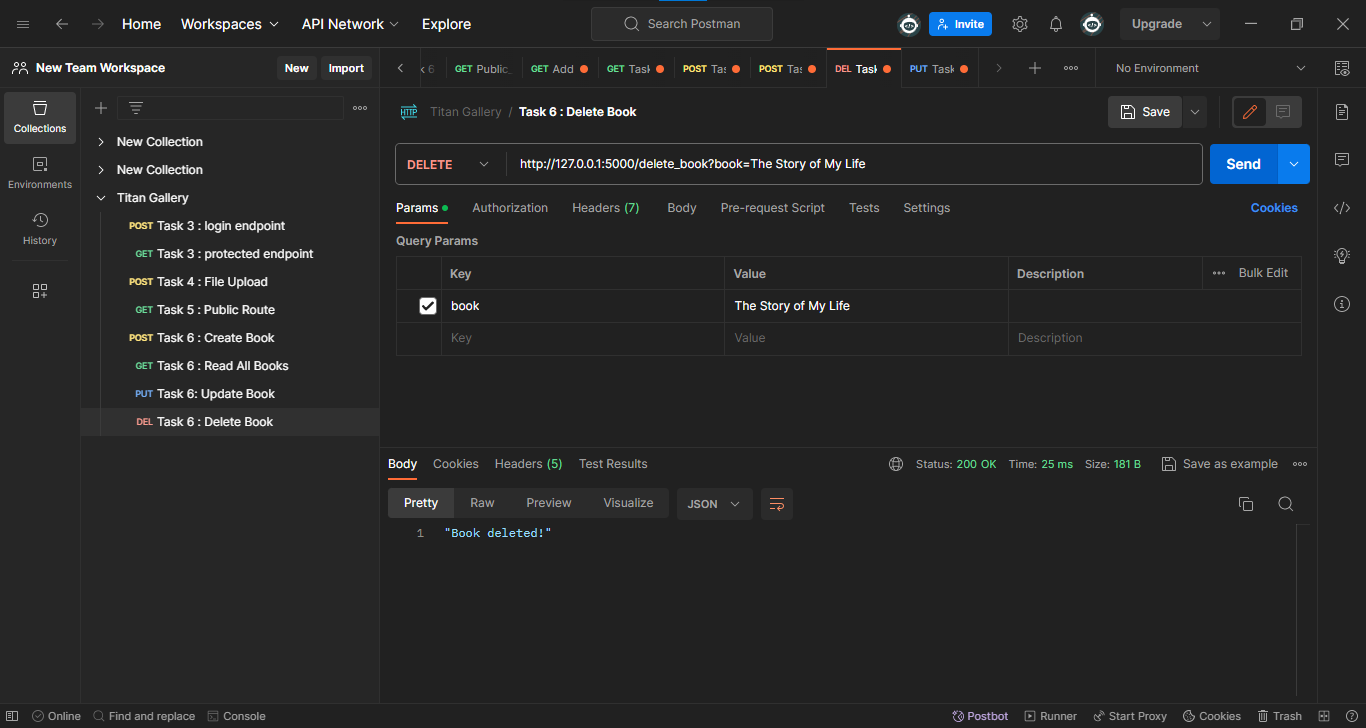 Home Workspaces API Network Explore Search Postman Invite Upgrade
New Team Workspace New Import
6 GET Public GET Add GET Task POST Tas POST Tas DEL Task PUT Task No Environment
Collections
Environments
History
New Collection
New Collection
Titan Gallery
POST Task 3 : login endpoint
GET Task 3 : protected endpoint
POST Task 4 : File Upload
GET Task 5 : Public Route
POST Task 6 : Create Book
GET Task 6 : Read All Books
PUT Task 6: Update Book
DEL Task 6 : Delete Book
HTTP Titan Gallery / Task 6 : Delete Book Save
DELETE http://127.0.0.1:5000/delete_book?book=The Story of My Life Send
Params Authorization Headers (7) Body Pre-request Script Tests Settings Cookies
Query Params
Key Value Description Bulk Edit
book The Story of My Life
Key Value Description
Body Cookies Headers (5) Test Results Status: 200 OK Time: 25 ms Size: 181 B Save as example
Pretty Raw Preview Visualize JSON
1 "Book deleted!"
Online Find and replace Console Postbot Runner Start Proxy Cookies Trash